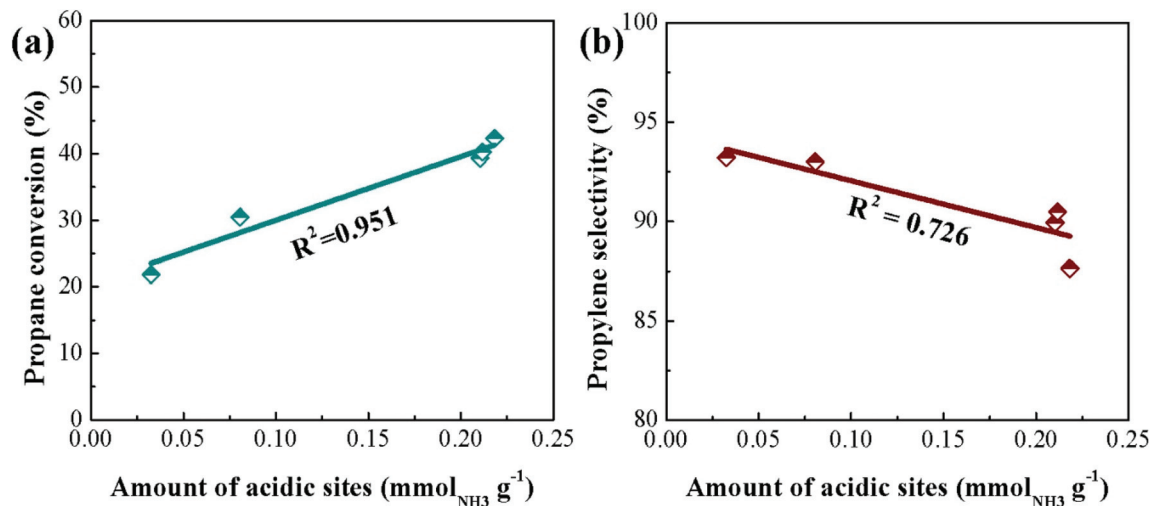 (a)
60
50
40
30
20
10
0
Propane conversion (%)
R²=0.951
0.00 0.05 0.10 0.15 0.20 0.25
Amount of acidic sites (mmol_NH3 g⁻¹)
(b)
100
95
90
85
80
Propylene selectivity (%)
R² = 0.726
0.00 0.05 0.10 0.15 0.20 0.25
Amount of acidic sites (mmol_NH3 g⁻¹)